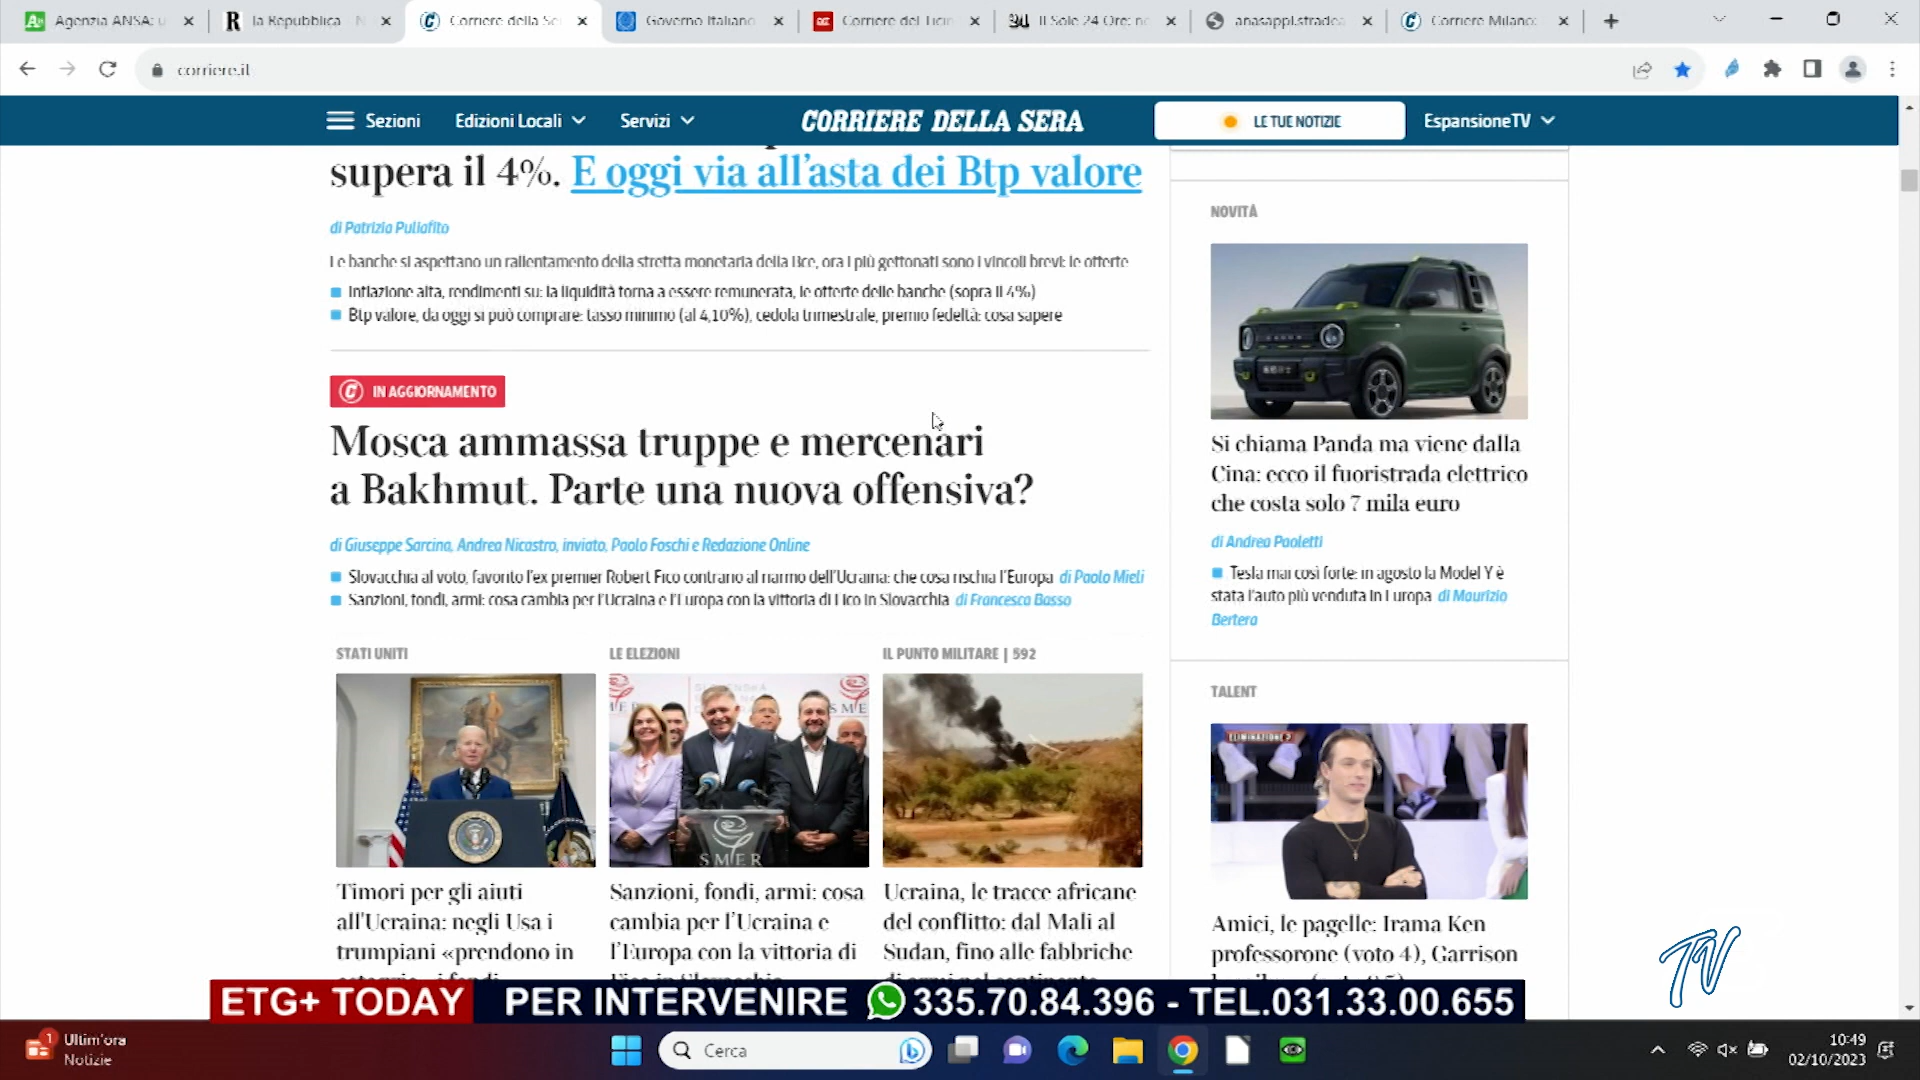 Agenzia ANSA: u
la Repubblica - N
Corriere della Se
Governo Italiano
Corriere del Ticin
Il Sole 24 Ore: no
anasappl.stradea
Corriere Milano:
corriere.it
Sezioni
Edizioni Locali
Servizi
CORRIERE DELLA SERA
LE TUE NOTIZIE
EspansioneTV
supera il 4%. E oggi via all'asta dei Btp valore
di Patrizia Puliafito
Le banche si aspettano un rallentamento della stretta monetaria della Bce, ora i più gettonati sono i vincoli brevi: le offerte
Inflazione alta, rendimenti su: la liquidità torna a essere remunerata, le offerte delle banche (sopra il 4%)
Btp valore, da oggi si può comprare: tasso minimo (al 4,10%), cedola trimestrale, premio fedeltà: cosa sapere
IN AGGIORNAMENTO
Mosca ammassa truppe e mercenari
a Bakhmut. Parte una nuova offensiva?
di Giuseppe Sarcina, Andrea Nicastro, inviato, Paolo Foschi e Redazione Online
Slovacchia al voto, favorito l'ex premier Robert Fico contrario al riarmo dell'Ucraina: che cosa rischia l'Europa di Paolo Mieli
Sanzioni, fondi, armi: cosa cambia per l'Ucraina e l'Europa con la vittoria di Fico in Slovacchia di Francesca Basso
STATI UNITI
Timori per gli aiuti
all'Ucraina: negli Usa i
trumpiani «prendono in
LE ELEZIONI
SMER
Sanzioni, fondi, armi: cosa
cambia per l'Ucraina e
l'Europa con la vittoria di
Fico in Slovacchia
IL PUNTO MILITARE | 592
Ucraina, le tracce africane
del conflitto: dal Mali al
Sudan, fino alle fabbriche
di armi nel continente
NOVITÀ
Si chiama Panda ma viene dalla
Cina: ecco il fuoristrada elettrico
che costa solo 7 mila euro
di Andrea Paoletti
Tesla mai così forte: in agosto la Model Y è
stata l'auto più venduta in Europa di Maurizio
Bertera
TALENT
ELIMINAZIONE 2
Amici, le pagelle: Irama Ken
professorone (voto 4), Garrison
TV
ETG+ TODAY
PER INTERVENIRE 335.70.84.396 - TEL.031.33.00.655
1
Ultim'ora
Notizie
Cerca
10:49
02/10/2023